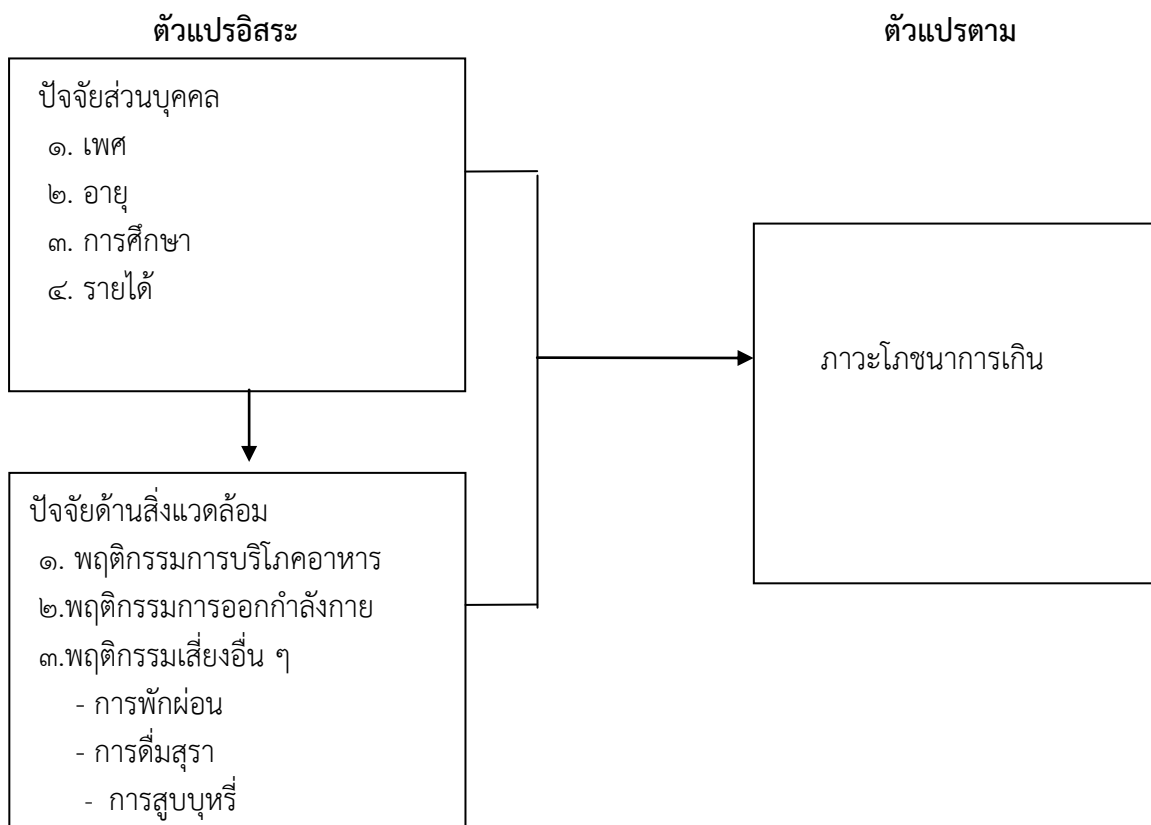 ตัวแปรอิสระ
ตัวแปรตาม
ปัจจัยส่วนบุคคล
๑. เพศ
๒. อายุ
๓. การศึกษา
๔. รายได้
ภาวะโภชนาการเกิน
ปัจจัยด้านสิ่งแวดล้อม
๑. พฤติกรรมการบริโภคอาหาร
๒.พฤติกรรมการออกกำลังกาย
๓.พฤติกรรมเสี่ยงอื่น ๆ
- การพักผ่อน
- การดื่มสุรา
- การสูบบุหรี่